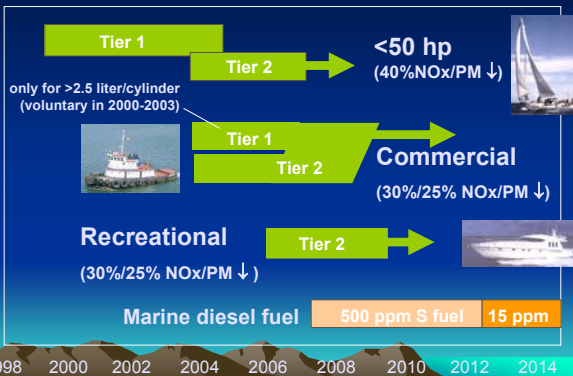 Tier 1
Tier 2
<50 hp
(40%NOx/PM ↓)
only for >2.5 liter/cylinder
(voluntary in 2000-2003)
Tier 1
Tier 2
Commercial
(30%/25% NOx/PM ↓)
Recreational
(30%/25% NOx/PM ↓)
Tier 2
Marine diesel fuel 500 ppm S fuel 15 ppm
998 2000 2002 2004 2006 2008 2010 2012 2014